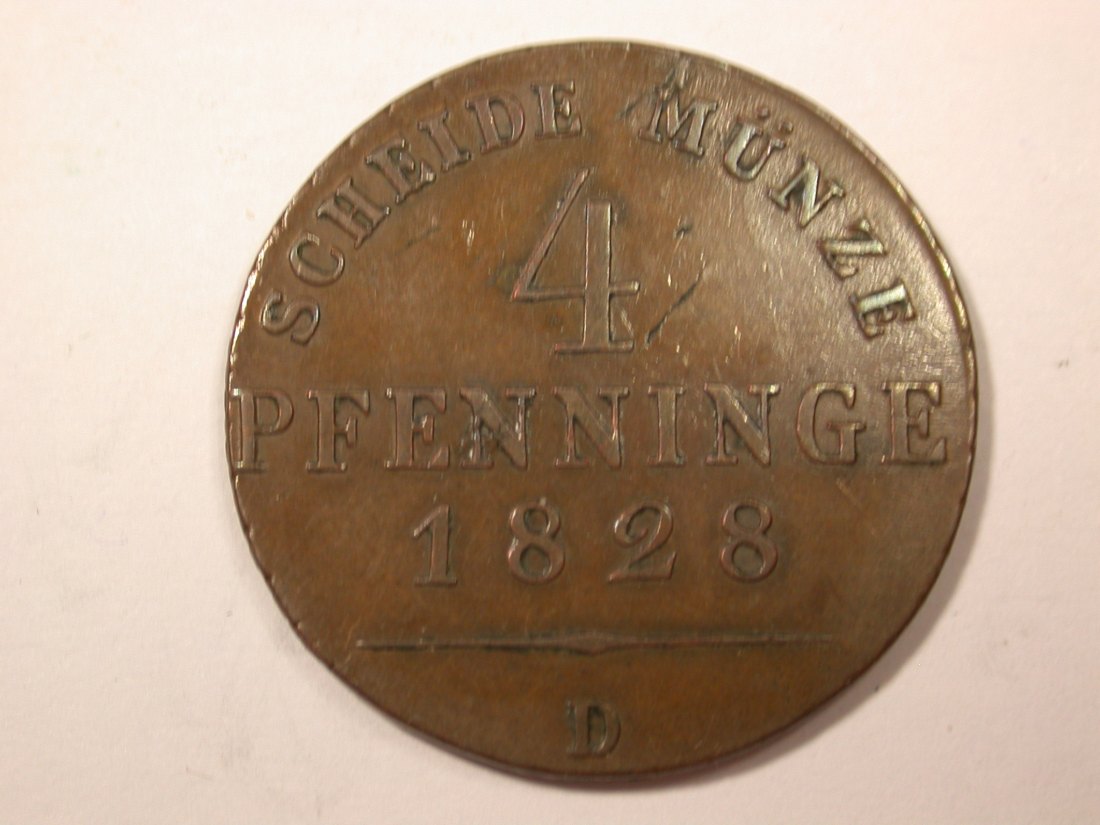 SCHEIDE MÜNZE
4
PFENNINGE
1828
D